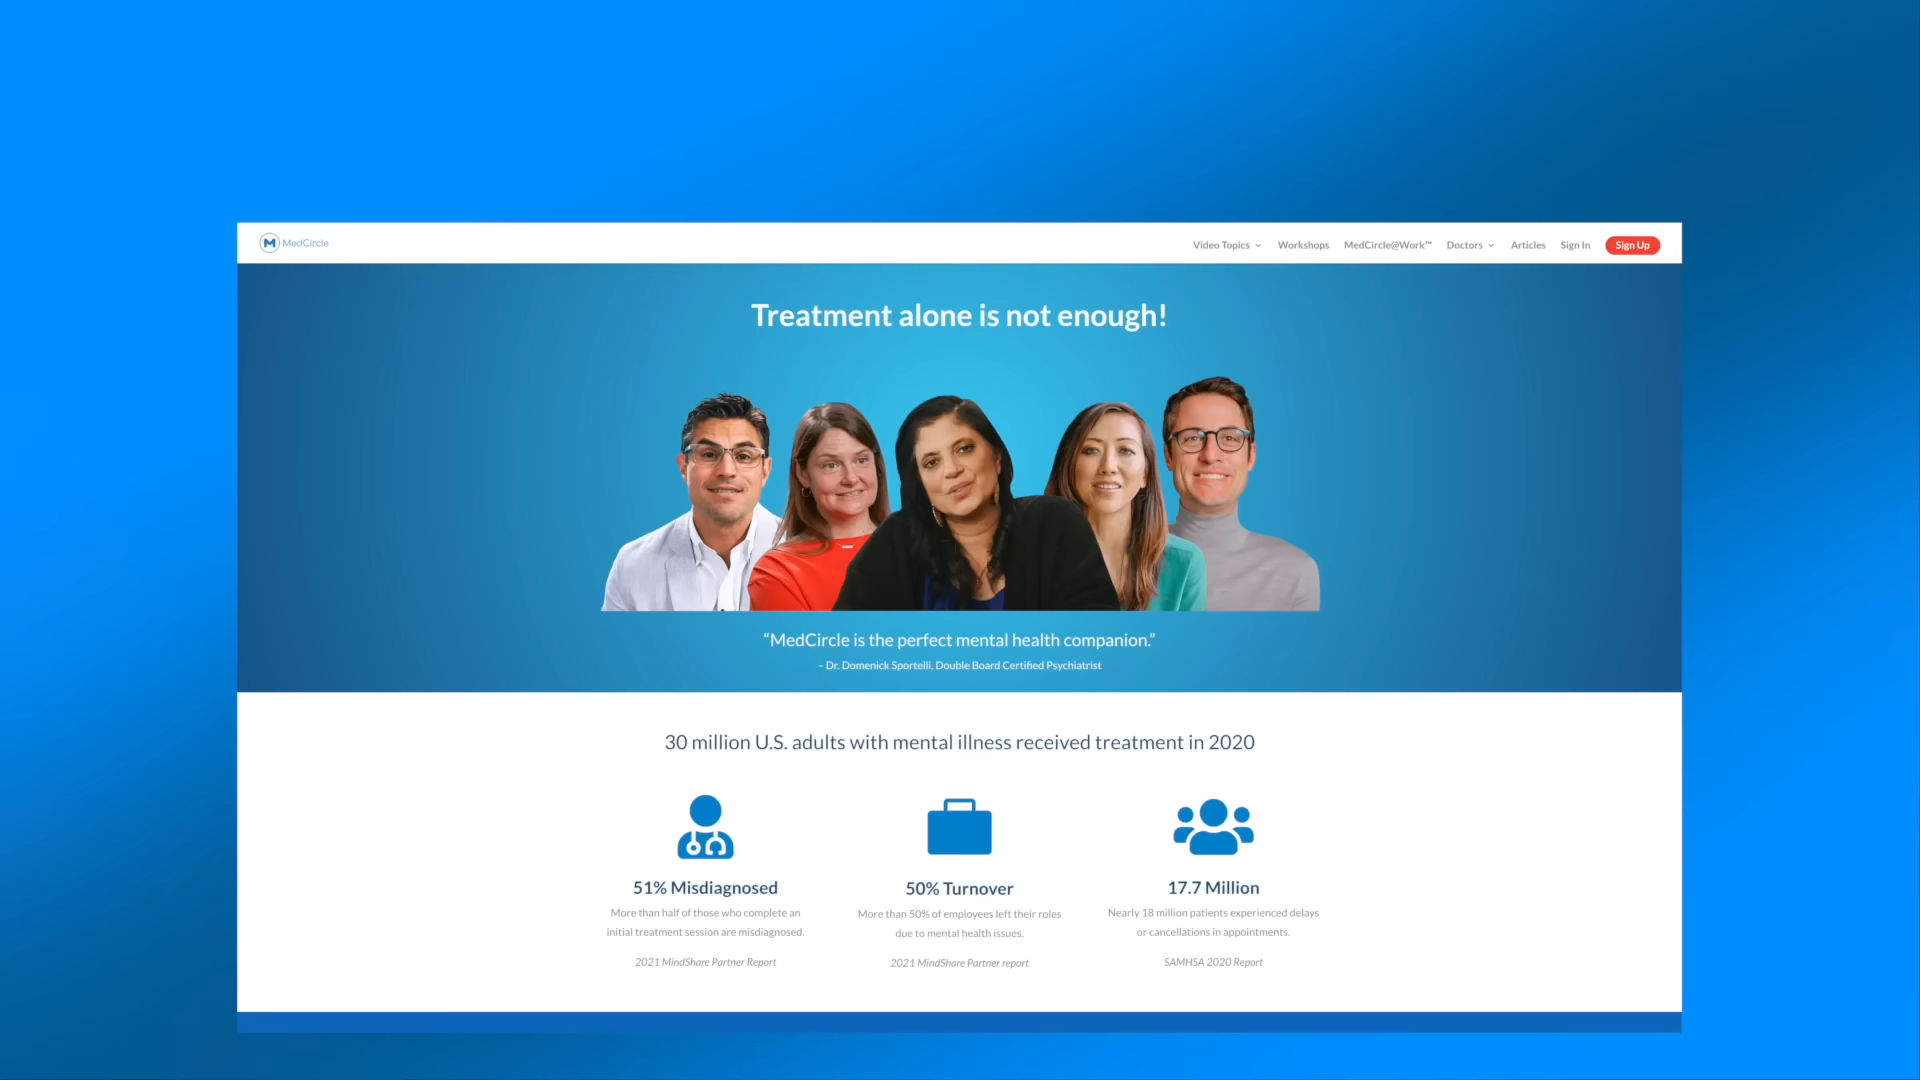 M MedCircle
Video Topics Workshops MedCircle@Work™ Doctors Articles Sign In Sign Up
Treatment alone is not enough!
“MedCircle is the perfect mental health companion.”
– Dr. Domenick Sportelli, Double Board Certified Psychiatrist
30 million U.S. adults with mental illness received treatment in 2020
51% Misdiagnosed
More than half of those who complete an
initial treatment session are misdiagnosed.
2021 MindShare Partner Report
50% Turnover
More than 50% of employees left their roles
due to mental health issues.
2021 MindShare Partner report
17.7 Million
Nearly 18 million patients experienced delays
or cancellations in appointments.
SAMHSA 2020 Report